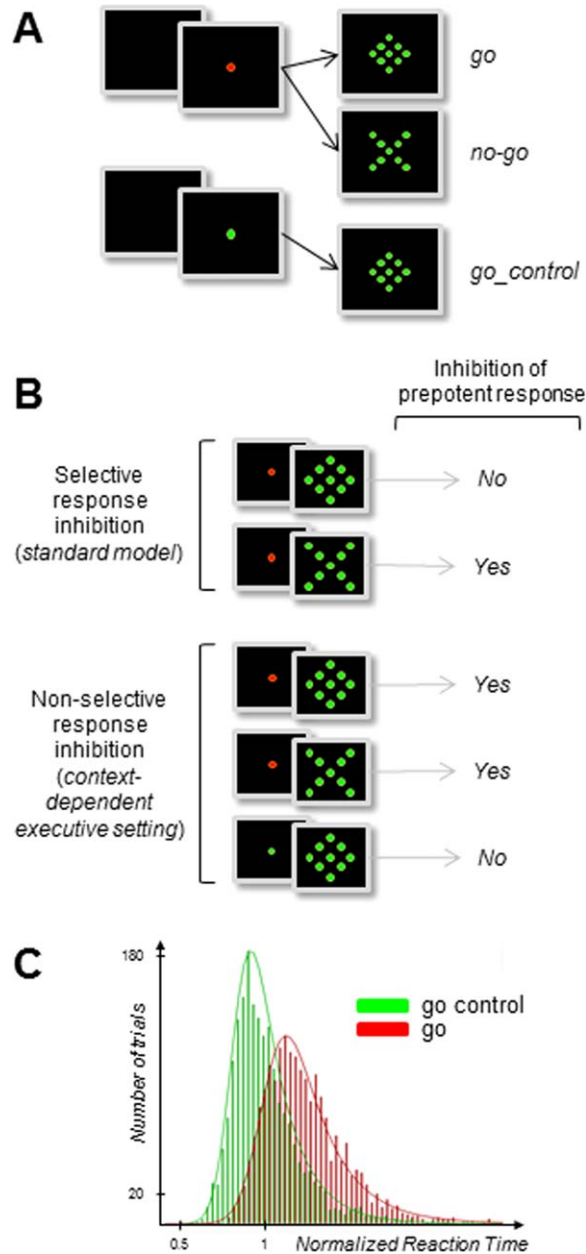 A
go
no-go
go_control
B
Inhibition of
prepotent response
Selective
response
inhibition
(standard model)
No
Yes
Non-selective
response
inhibition
(context-
dependent
executive setting)
Yes
Yes
No
C
180
Number of trials
20
go control
go
0.5
1
Normalized Reaction Time